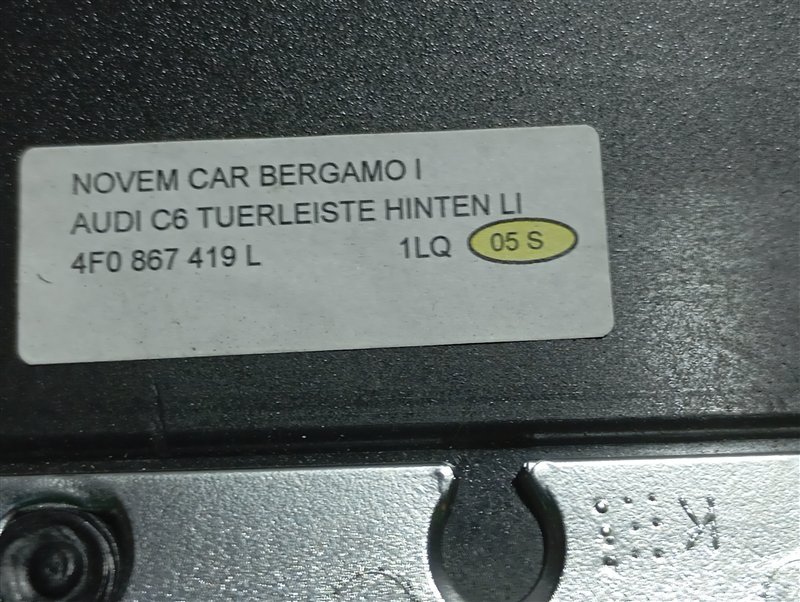 NOVEM CAR BERGAMO I
AUDI C6 TUERLEISTE HINTEN LI
4F0 867 419 L 1LQ 05 S
K